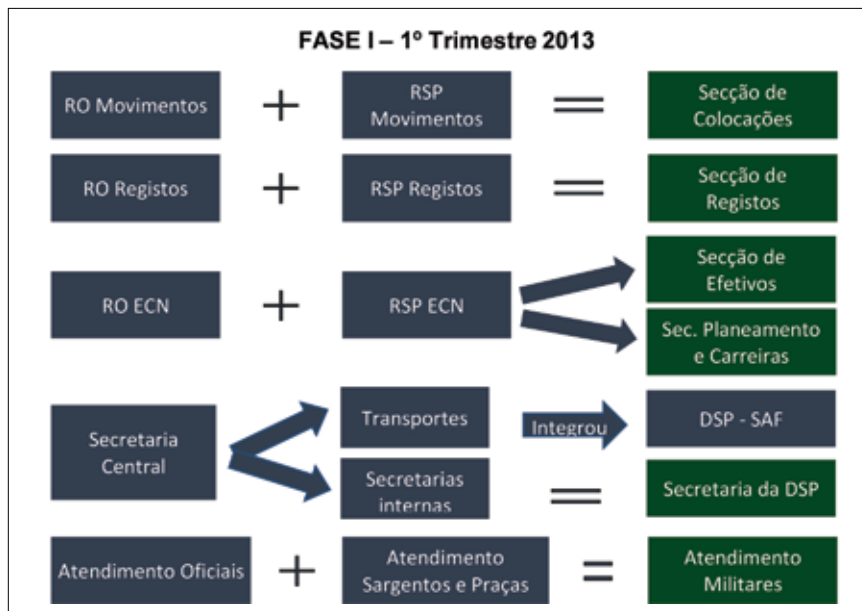 FASE I – 1º Trimestre 2013
RO Movimentos
+
RSP
Movimentos
=
Secção de
Colocações
RO Registos
+
RSP Registos
=
Secção de
Registos
RO ECN
+
RSP ECN
Secção de
Efetivos
Sec. Planeamento
e Carreiras
Secretaria
Central
Transportes
Integrou
DSP - SAF
Secretarias
internas
=
Secretaria da DSP
Atendimento Oficiais
+
Atendimento
Sargentos e Praças
=
Atendimento
Militares